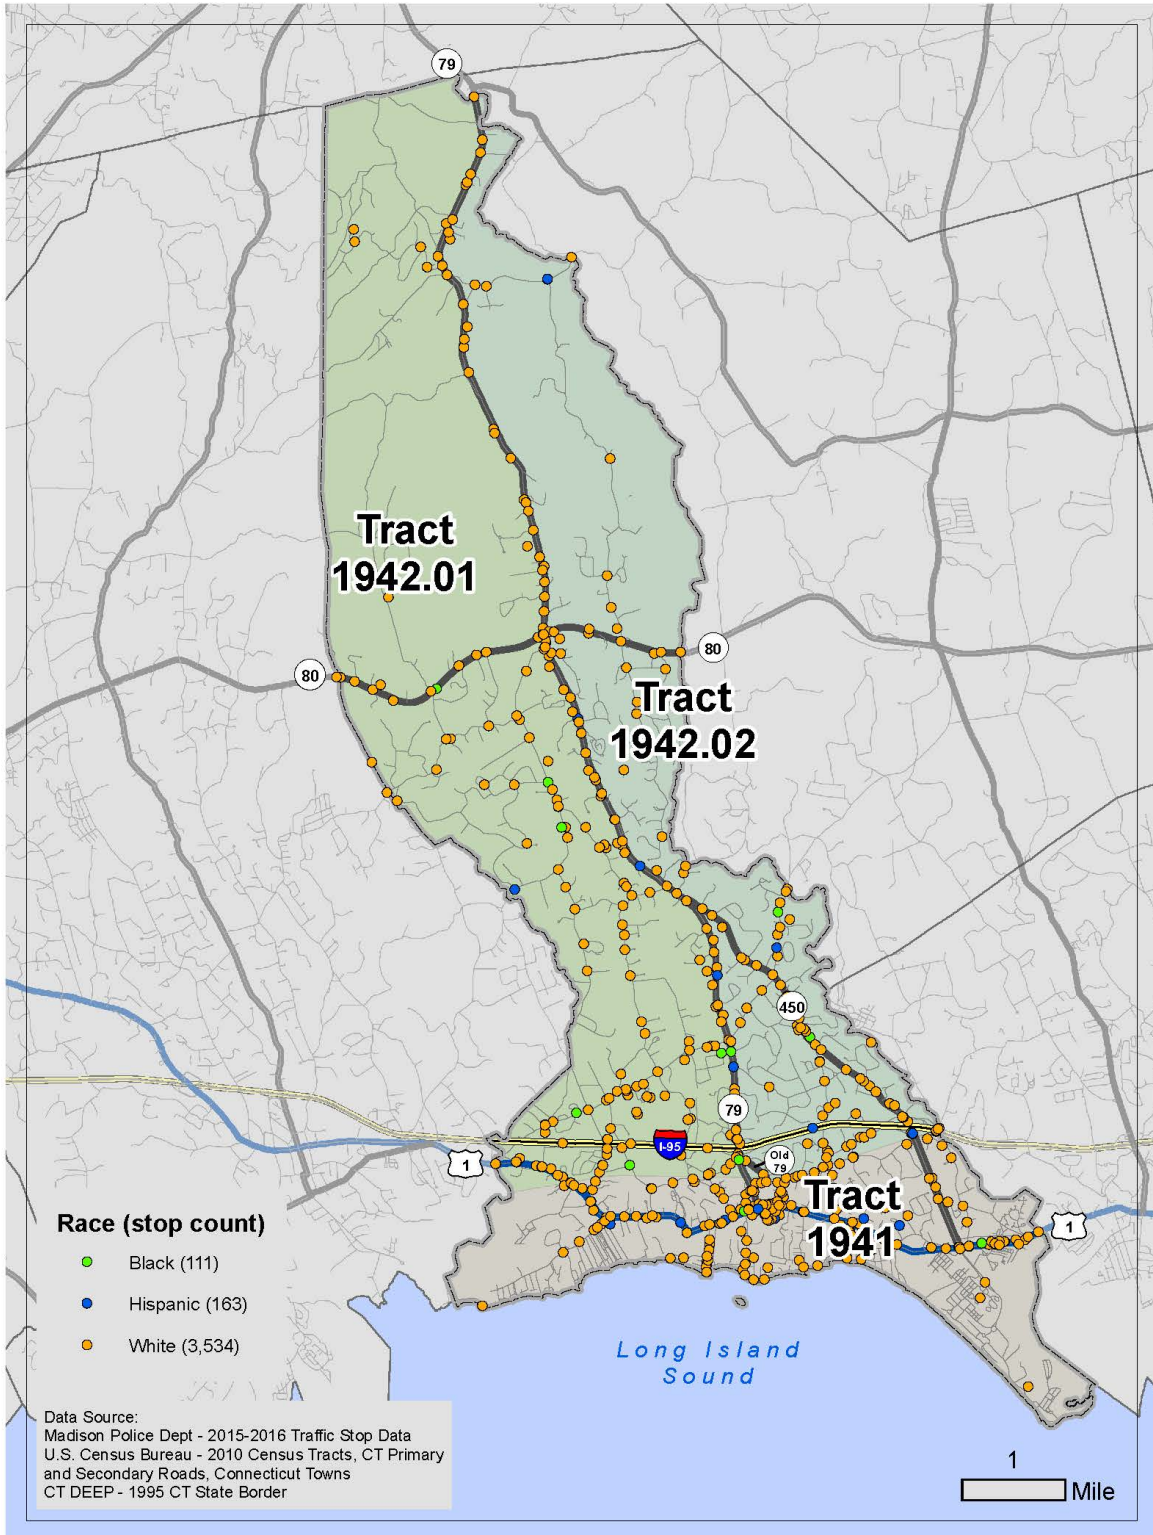 79
Tract
1942.01
80
80
Tract
1942.02
450
79
I-95
1
Old
79
Tract
1941
1
Race (stop count)
Black (111)
Hispanic (163)
White (3,534)
Long Island
Sound
Data Source:
Madison Police Dept - 2015-2016 Traffic Stop Data
U.S. Census Bureau - 2010 Census Tracts, CT Primary
and Secondary Roads, Connecticut Towns
CT DEEP - 1995 CT State Border
1
Mile